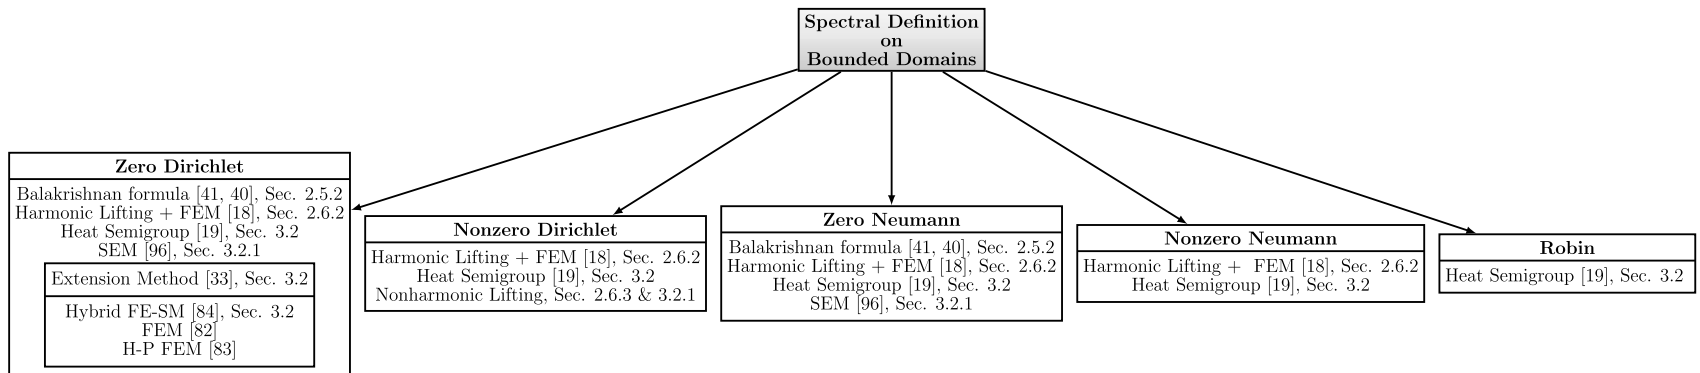 Spectral Definition
on
Bounded Domains
Zero Dirichlet
Balakrishnan formula [41, 40], Sec. 2.5.2
Harmonic Lifting + FEM [18], Sec. 2.6.2
Heat Semigroup [19], Sec. 3.2
SEM [96], Sec. 3.2.1
Extension Method [33], Sec. 3.2
Hybrid FE-SM [84], Sec. 3.2
FEM [82]
H-P FEM [83]
Nonzero Dirichlet
Harmonic Lifting + FEM [18], Sec. 2.6.2
Heat Semigroup [19], Sec. 3.2
Nonharmonic Lifting, Sec. 2.6.3 & 3.2.1
Zero Neumann
Balakrishnan formula [41, 40], Sec. 2.5.2
Harmonic Lifting + FEM [18], Sec. 2.6.2
Heat Semigroup [19], Sec. 3.2
SEM [96], Sec. 3.2.1
Nonzero Neumann
Harmonic Lifting + FEM [18], Sec. 2.6.2
Heat Semigroup [19], Sec. 3.2
Robin
Heat Semigroup [19], Sec. 3.2